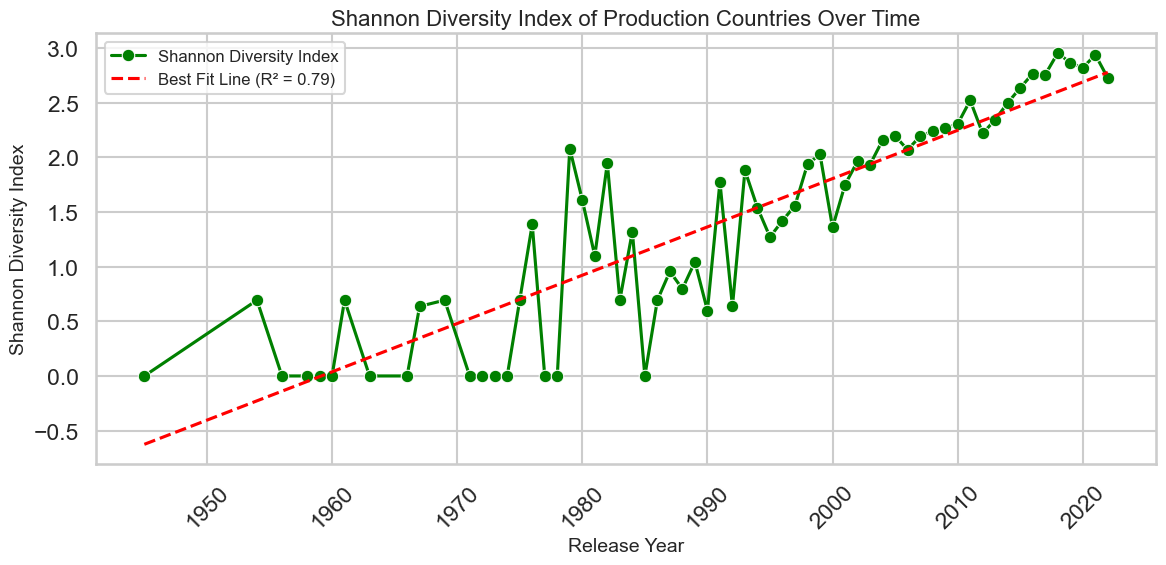 Shannon Diversity Index of Production Countries Over Time
Shannon Diversity Index
Best Fit Line (R² = 0.79)
Shannon Diversity Index
3.0
2.5
2.0
1.5
1.0
0.5
0.0
−0.5
1950 1960 1970 1980 1990 2000 2010 2020
Release Year